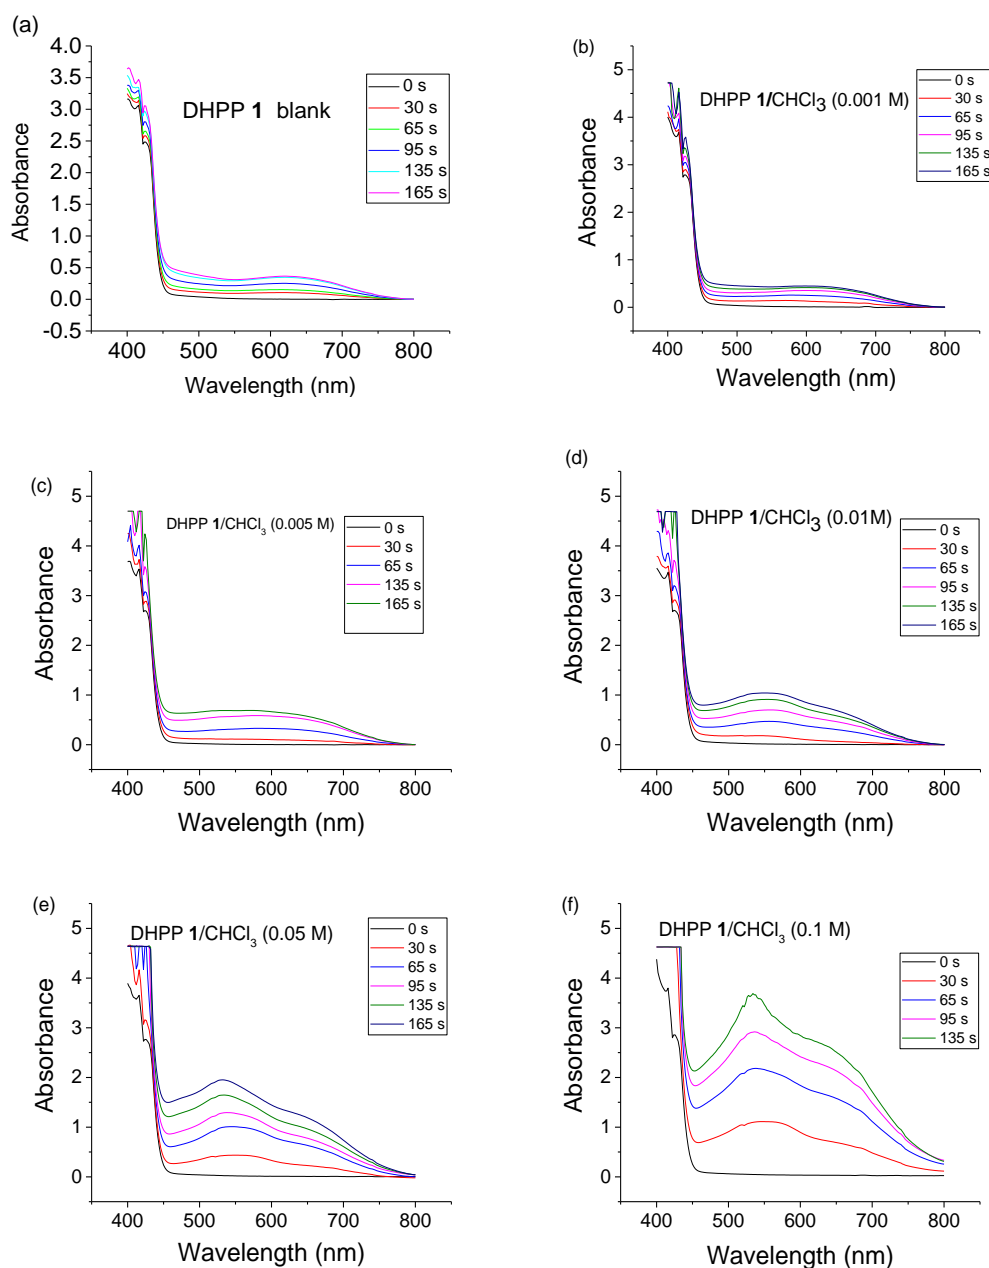 (a)
4.0
3.5
3.0
2.5
2.0
1.5
1.0
0.5
0.0
-0.5
400 500 600 700 800
Absorbance
Wavelength (nm)
DHPP 1 blank
0 s
30 s
65 s
95 s
135 s
165 s
(b)
5
4
3
2
1
0
400 500 600 700 800
Absorbance
Wavelength (nm)
DHPP 1/CHCl3 (0.001 M)
0 s
30 s
65 s
95 s
135 s
165 s
(c)
5
4
3
2
1
0
400 500 600 700 800
Absorbance
Wavelength (nm)
DHPP 1/CHCl3 (0.005 M)
0 s
30 s
65 s
135 s
165 s
(d)
5
4
3
2
1
0
400 500 600 700 800
Absorbance
Wavelength (nm)
DHPP 1/CHCl3 (0.01M)
0 s
30 s
65 s
95 s
135 s
165 s
(e)
5
4
3
2
1
0
400 500 600 700 800
Absorbance
Wavelength (nm)
DHPP 1/CHCl3 (0.05 M)
0 s
30 s
65 s
95 s
135 s
165 s
(f)
5
4
3
2
1
0
400 500 600 700 800
Absorbance
Wavelength (nm)
DHPP 1/CHCl3 (0.1 M)
0 s
30 s
65 s
95 s
135 s